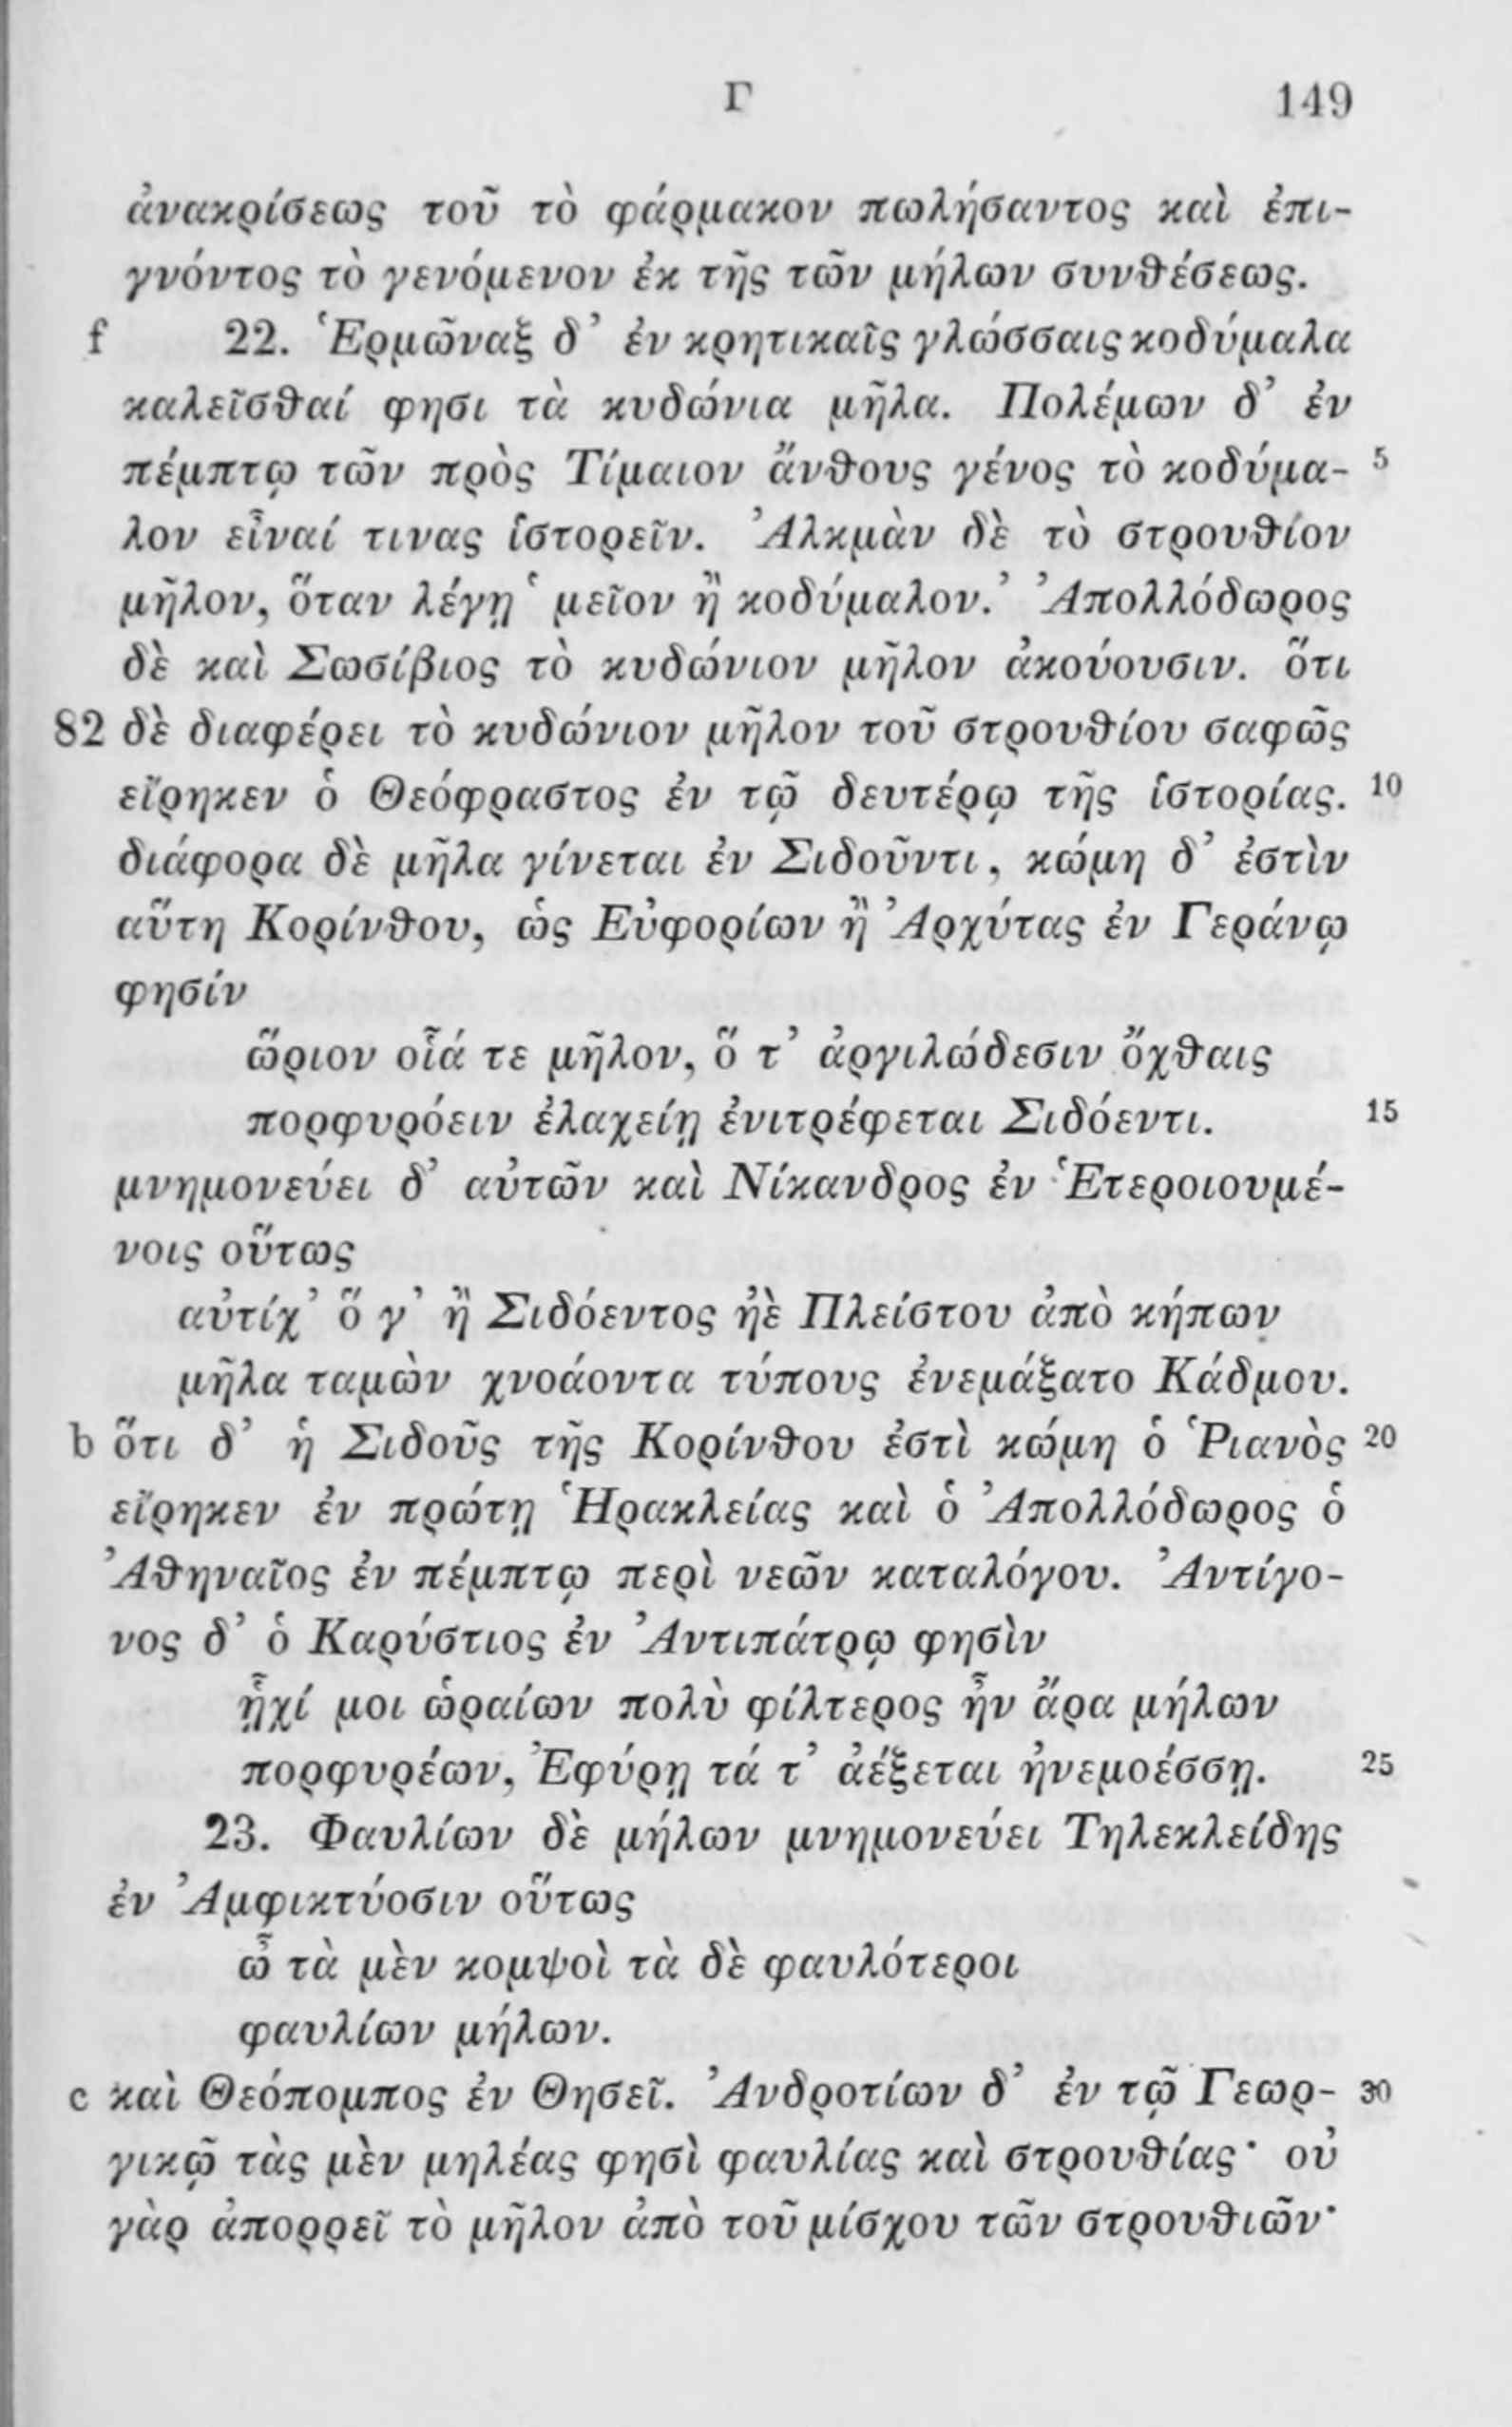 Γ 149
ἀνακρίσεως τοῦ τὸ φάρμακον πωλήσαντος καὶ ἐπι-
γνόντος τὸ γενόμενον ἐκ τῆς τῶν μήλων συνθέσεως.
f 22. Ἑρμῶναξ δ’ ἐν κρητικαῖς γλώσσαις κοδύμαλα
καλεῖσθαί φησι τὰ κυδώνια μῆλα. Πολέμων δ’ ἐν
πέμπτῳ τῶν πρὸς Τίμαιον ἄνθους γένος τὸ κοδύμα- 5
λον εἶναί τινας ἱστορεῖν. Ἀλκμὰν δὲ τὸ στρουθίον
μῆλον, ὅταν λέγῃ ‘μεῖον ἢ κοδύμαλον.’ Ἀπολλόδωρος
δὲ καὶ Σωσίβιος τὸ κυδώνιον μῆλον ἀκούουσιν. ὅτι
82 δὲ διαφέρει τὸ κυδώνιον μῆλον τοῦ στρουθίου σαφῶς
εἴρηκεν ὁ Θεόφραστος ἐν τῷ δευτέρῳ τῆς ἱστορίας. 10
διάφορα δὲ μῆλα γίνεται ἐν Σιδοῦντι, κώμη δ’ ἐστὶν
αὕτη Κορίνθου, ὡς Εὐφορίων ἢ Ἀρχύτας ἐν Γεράνῳ
φησίν
ὥριον οἷά τε μῆλον, ὅ τ’ ἀργιλώδεσιν ὄχθαις
πορφυρόειν ἐλαχείῃ ἐνιτρέφεται Σιδόεντι. 15
μνημονεύει δ’ αὐτῶν καὶ Νίκανδρος ἐν Ἑτεροιουμέ-
νοις οὕτως
αὐτίχ’ ὅ γ’ ἢ Σιδόεντος ἠὲ Πλείστου ἀπὸ κήπων
μῆλα ταμὼν χνοάοντα τύπους ἐνεμάξατο Κάδμου.
b ὅτι δ’ ἡ Σιδοῦς τῆς Κορίνθου ἐστὶ κώμη ὁ Ῥιανὸς 20
εἴρηκεν ἐν πρώτῃ Ἡρακλείας καὶ ὁ Ἀπολλόδωρος ὁ
Ἀθηναῖος ἐν πέμπτῳ περὶ νεῶν καταλόγου. Ἀντίγο-
νος δ’ ὁ Καρύστιος ἐν Ἀντιπάτρῳ φησὶν
ᾗχί μοι ὡραίων πολὺ φίλτερος ἦν ἄρα μήλων
πορφυρέων, Ἐφύρῃ τά τ’ ἀέξεται ἠνεμοέσσῃ. 25
23. Φαυλίων δὲ μήλων μνημονεύει Τηλεκλείδης
ἐν Ἀμφικτύοσιν οὕτως
ὦ τὰ μὲν κομψοὶ τὰ δὲ φαυλότεροι
φαυλίων μήλων.
c καὶ Θεόπομπος ἐν Θησεῖ. Ἀνδροτίων δ’ ἐν τῷ Γεωρ- 30
γικῷ τὰς μὲν μηλέας φησὶ φαυλίας καὶ στρουθίας· οὐ
γὰρ ἀπορρεῖ τὸ μῆλον ἀπὸ τοῦ μίσχου τῶν στρουθιῶν·